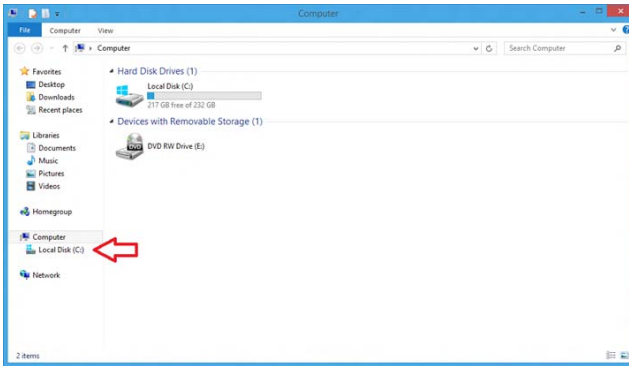 Computer
File Computer View
Computer
Search Computer
Favorites
Desktop
Downloads
Recent places
Libraries
Documents
Music
Pictures
Videos
Homegroup
Computer
Local Disk (C:)
Network
Hard Disk Drives (1)
Local Disk (C:)
217 GB free of 232 GB
Devices with Removable Storage (1)
DVD
DVD RW Drive (E:)
2 items